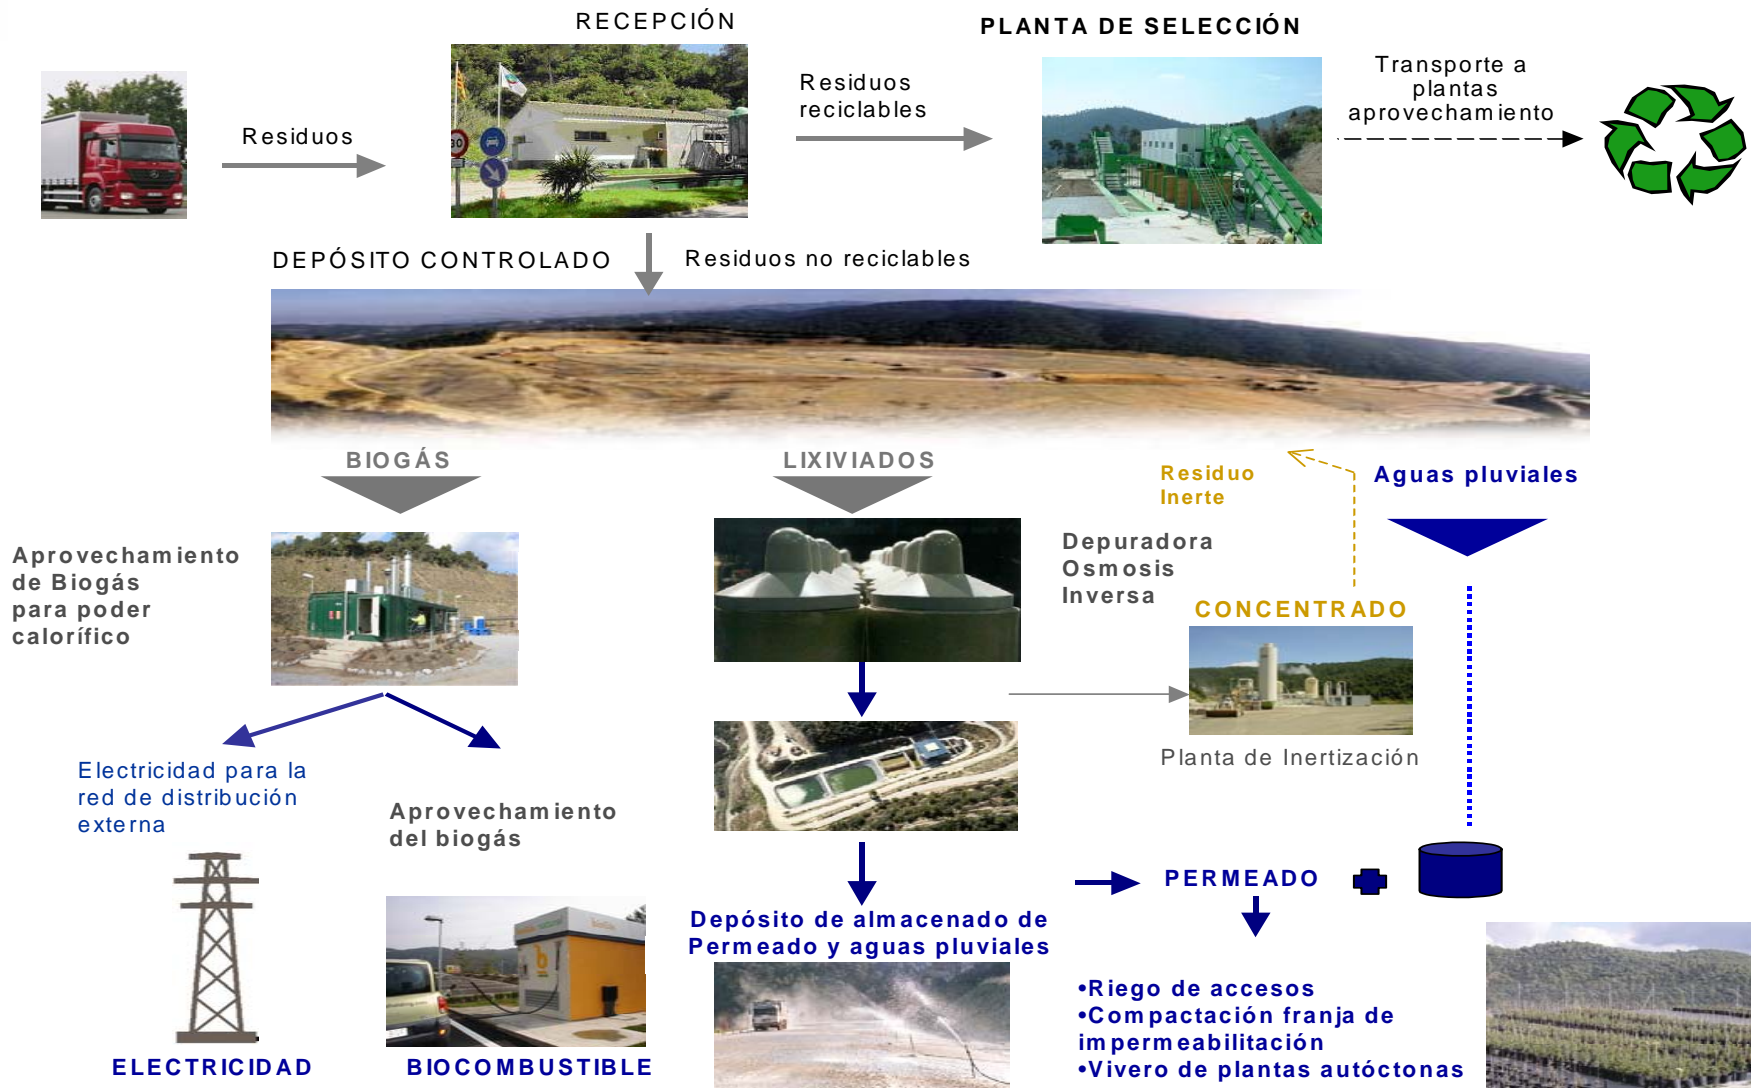 RECEPCIÓN
PLANTA DE SELECCIÓN
Residuos
Residuos
reciclables
Transporte a
plantas
aprovechamiento
DEPÓSITO CONTROLADO
Residuos no reciclables
BIOGÁS
LIXIVIADOS
Residuo
Inerte
Aguas pluviales
Aprovechamiento
de Biogás
para poder
calorífico
Depuradora
Osmosis
Inversa
CONCENTRADO
Planta de Inertización
Electricidad para la
red de distribución
externa
Aprovechamiento
del biogás
PERMEADO
Depósito de almacenado de
Permeado y aguas pluviales
•Riego de accesos
•Compactación franja de
impermeabilitación
•Vivero de plantas autóctonas
ELECTRICIDAD
BIOCOMBUSTIBLE